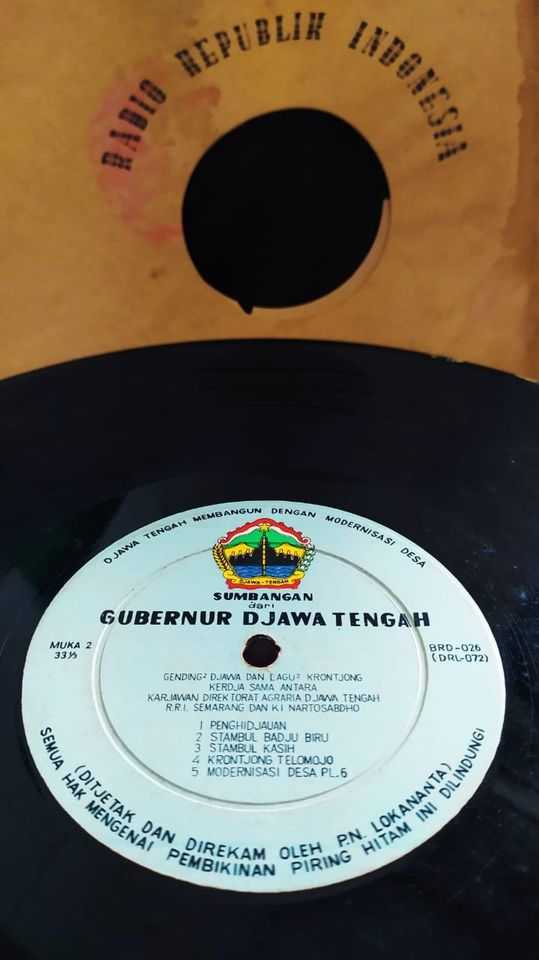 RADIO REPUBLIK INDONESIA
DJAWA TENGAH MEMBANGUN DENGAN MODERNISASI DESA
DJAWA-TENGAH
SUMBANGAN
dari
GUBERNUR DJAWA TENGAH
MUKA 2
33⅓
BRD-026
(DRL-072)
GENDING² DJAWA DAN LAGU² KRONTJONG
KERDJA SAMA ANTARA
KARJAWAN DIREKTORAT AGRARIA DJAWA TENGAH
R.R.I. SEMARANG DAN KI NARTOSABDHO
1 PENGHIDJAUAN
2 STAMBUL BADJU BIRU
3 STAMBUL KASIH
4 KRONTJONG TELOMOJO
5 MODERNISASI DESA PL.6
(DITJETAK DAN DIREKAM OLEH P.N. LOKANANTA)
SEMUA HAK MENGENAI PEMBIKINAN PIRING HITAM INI DILINDUNGI